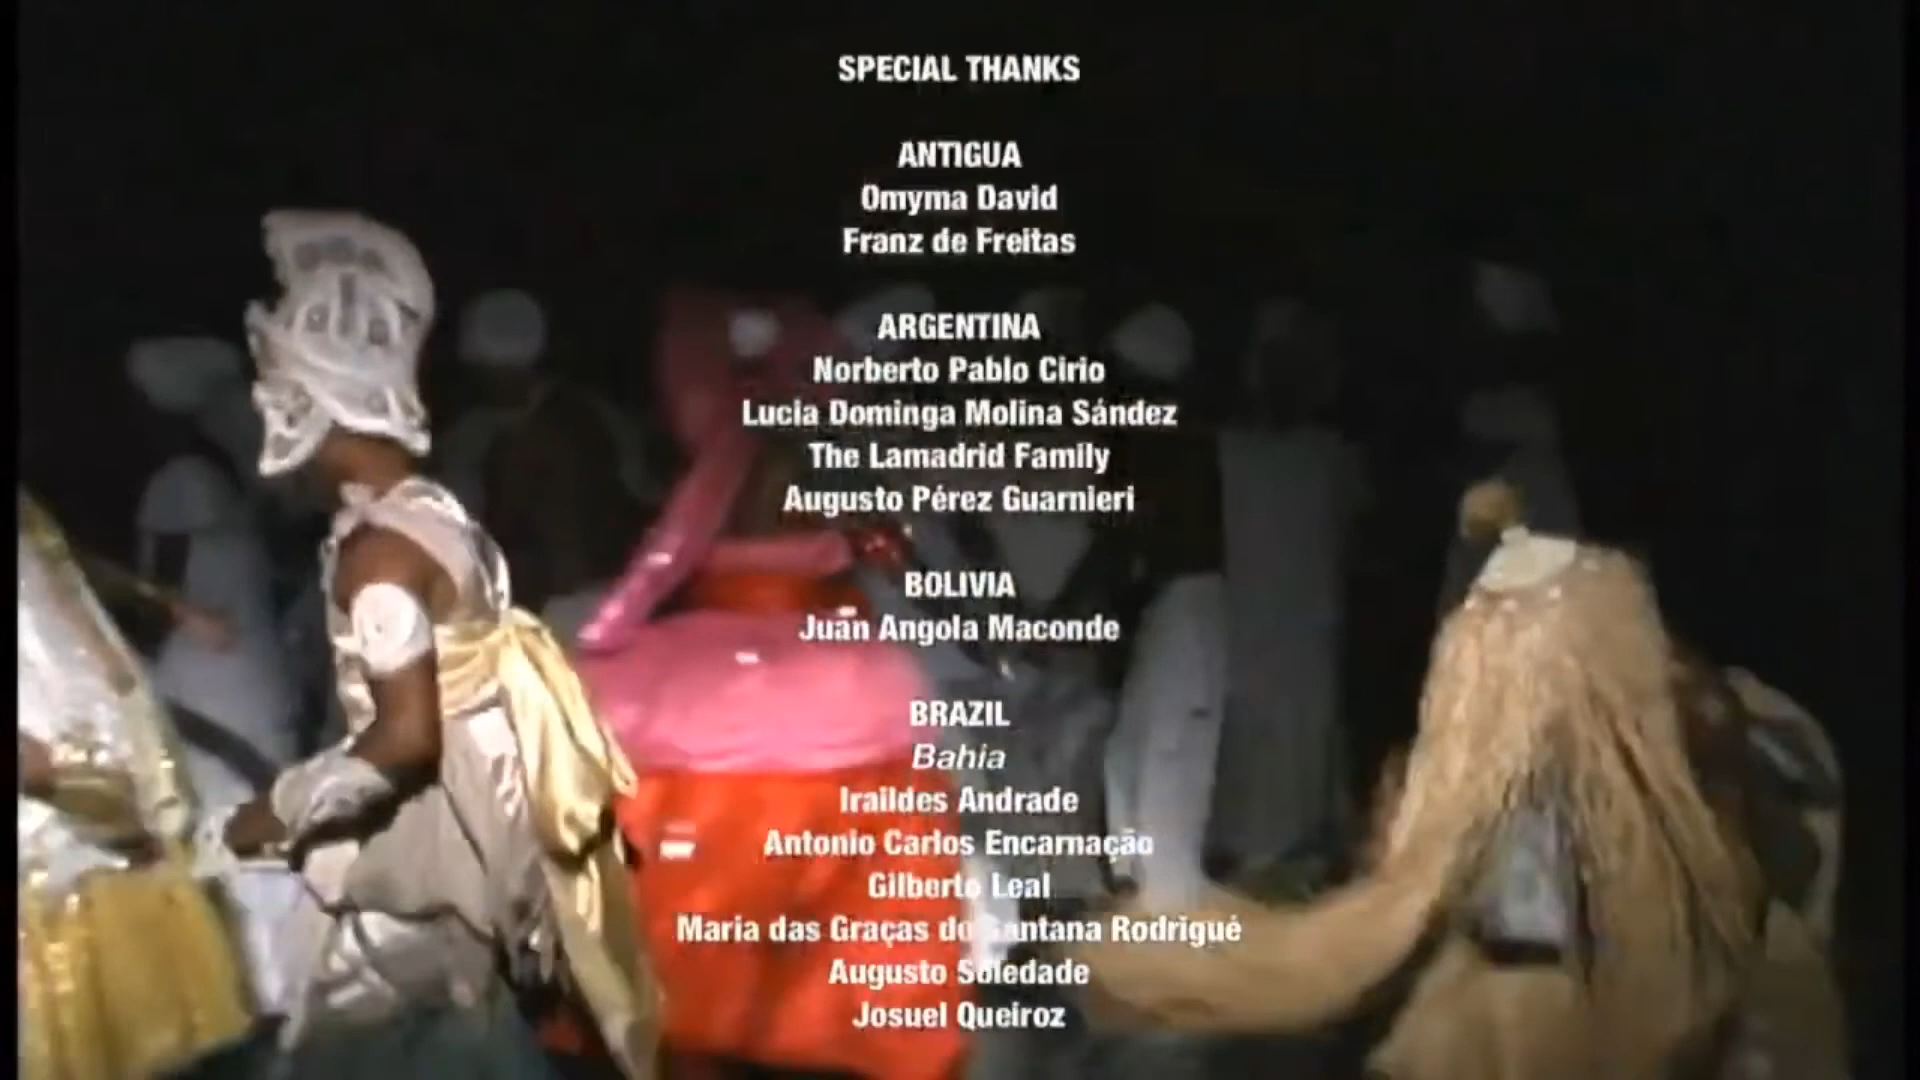 SPECIAL THANKS
ANTIGUA
Omyma David
Franz de Freitas
ARGENTINA
Norberto Pablo Cirio
Lucia Dominga Molina Sández
The Lamadrid Family
Augusto Pérez Guarnieri
BOLIVIA
Juan Angola Maconde
BRAZIL
Bahia
Iraildes Andrade
Antonio Carlos Encarnação
Gilberto Leal
Maria das Graças do Santana Rodrigué
Augusto Soledade
Josuel Queiroz